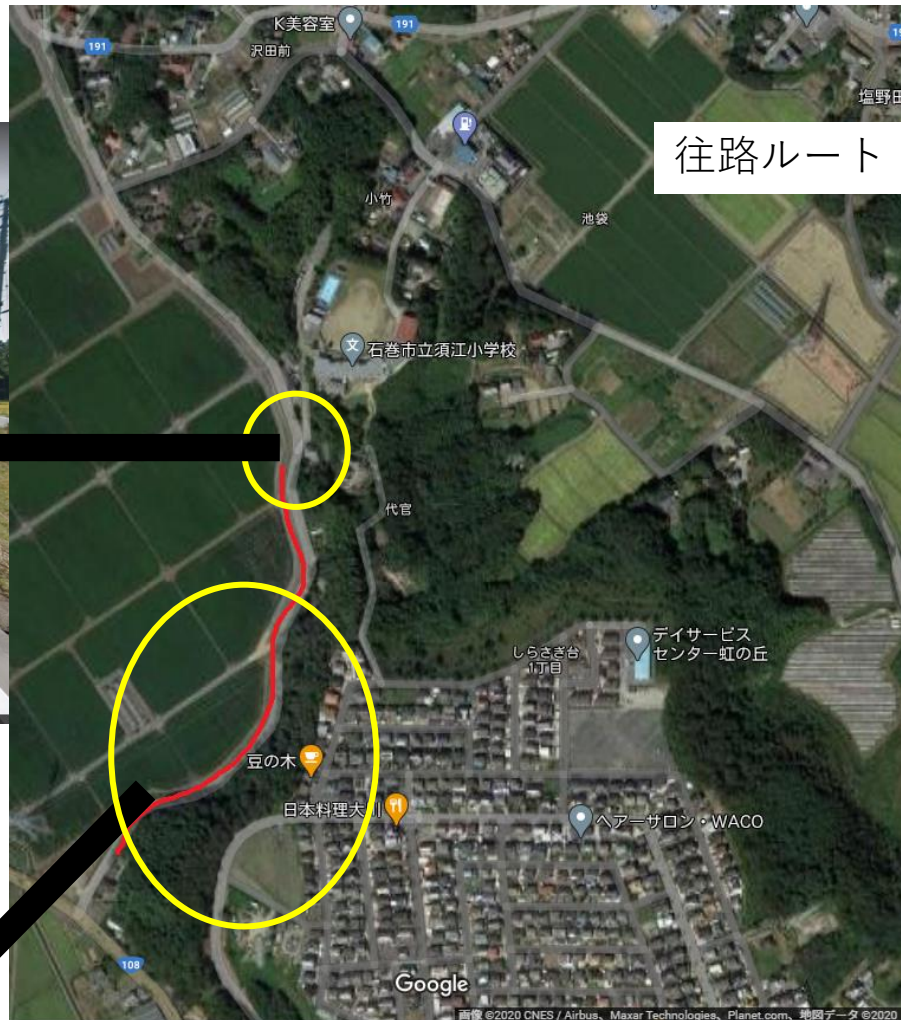 K美容室
191
191
沢田前
塩野田
往路ルート
小竹
池袋
石巻市立須江小学校
文
代官
デイサービス
センター虹の丘
しらさぎ台
1丁目
豆の木
日本料理大
ヘアーサロン・WACO
108
Google
画像 ©2020 CNES / Airbus、Maxar Technologies、Planet.com、地図データ ©2020